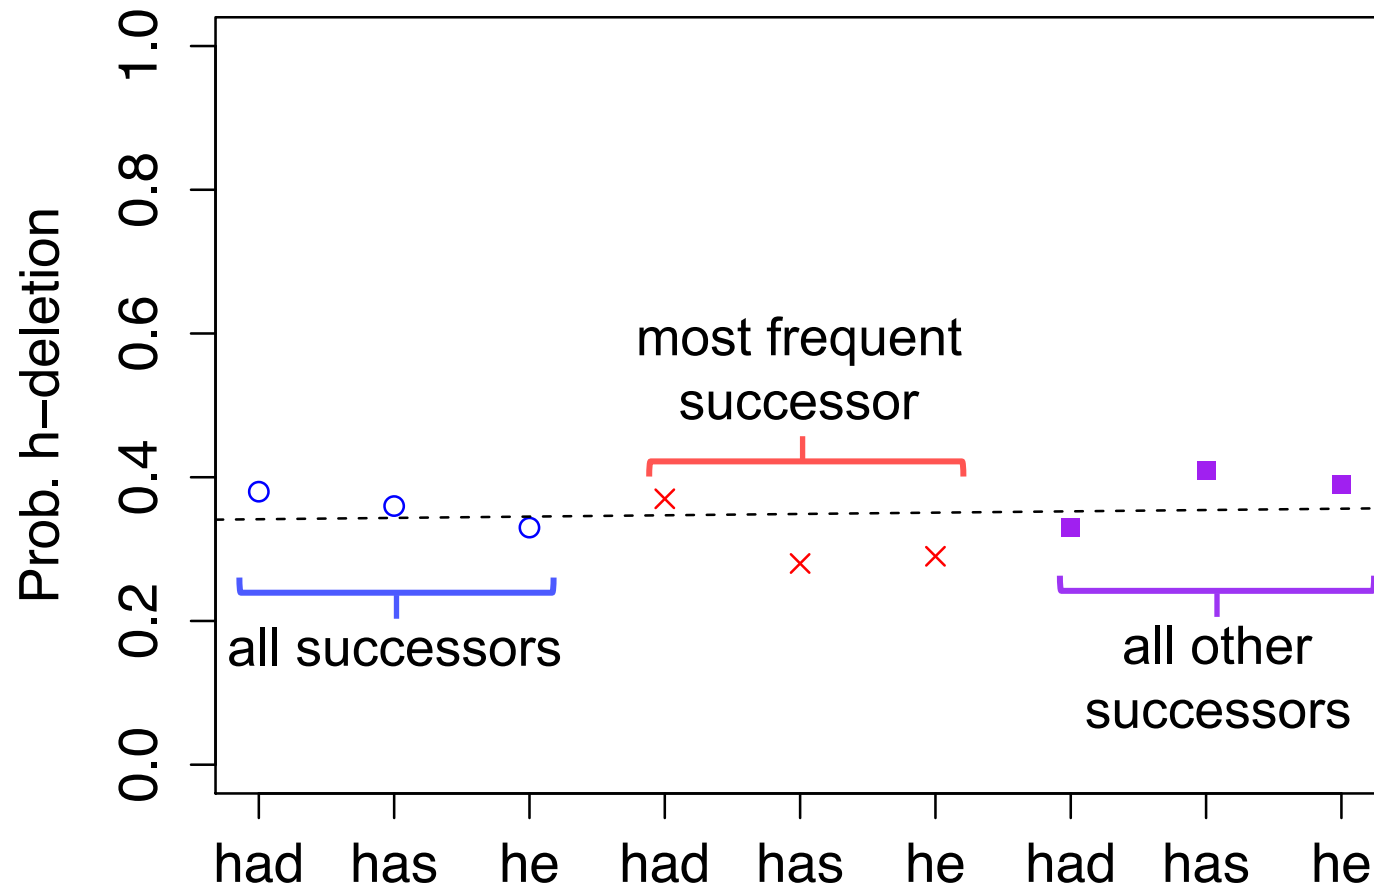 Prob. h−deletion
1.0
0.8
0.6
0.4
0.2
0.0
most frequent
successor
all successors
all other
successors
had has he had has he had has he